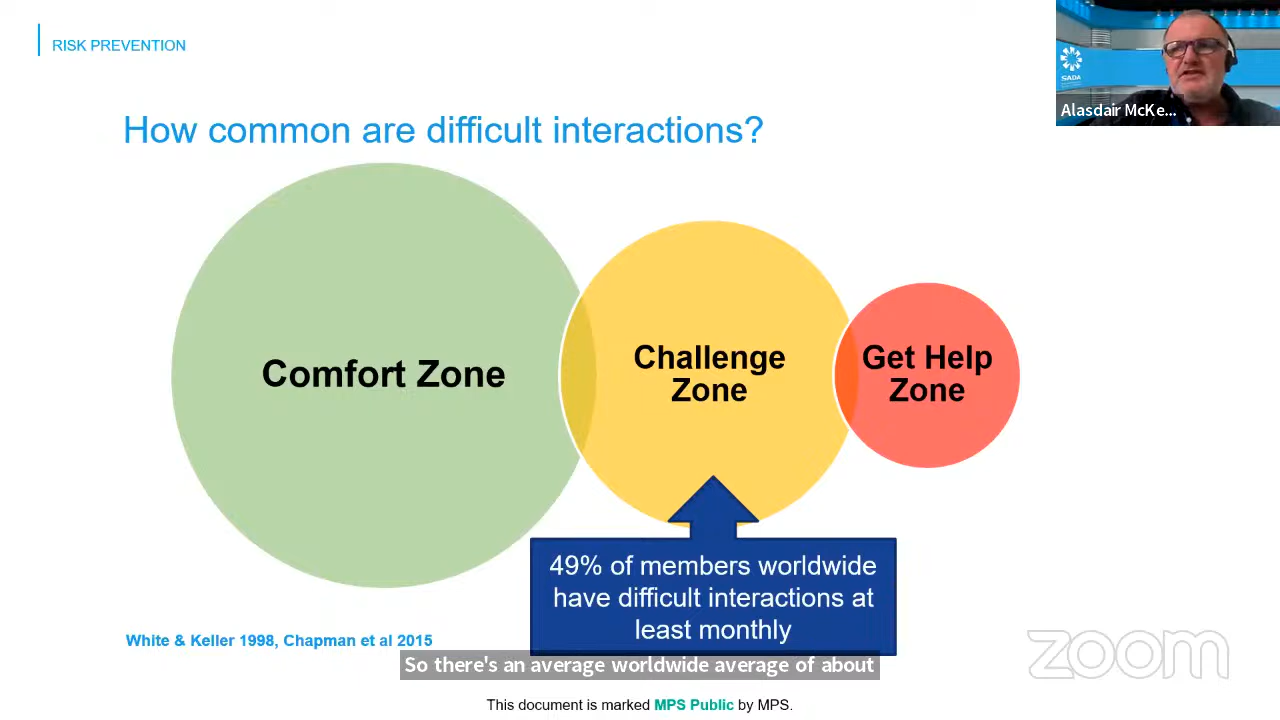 RISK PREVENTION
SADA
Alasdair McKe...
How common are difficult interactions?
Comfort Zone
Challenge
Zone
Get Help
Zone
49% of members worldwide
have difficult interactions at
least monthly
White & Keller 1998, Chapman et al 2015
So there's an average worldwide average of about
zoom
This document is marked MPS Public by MPS.